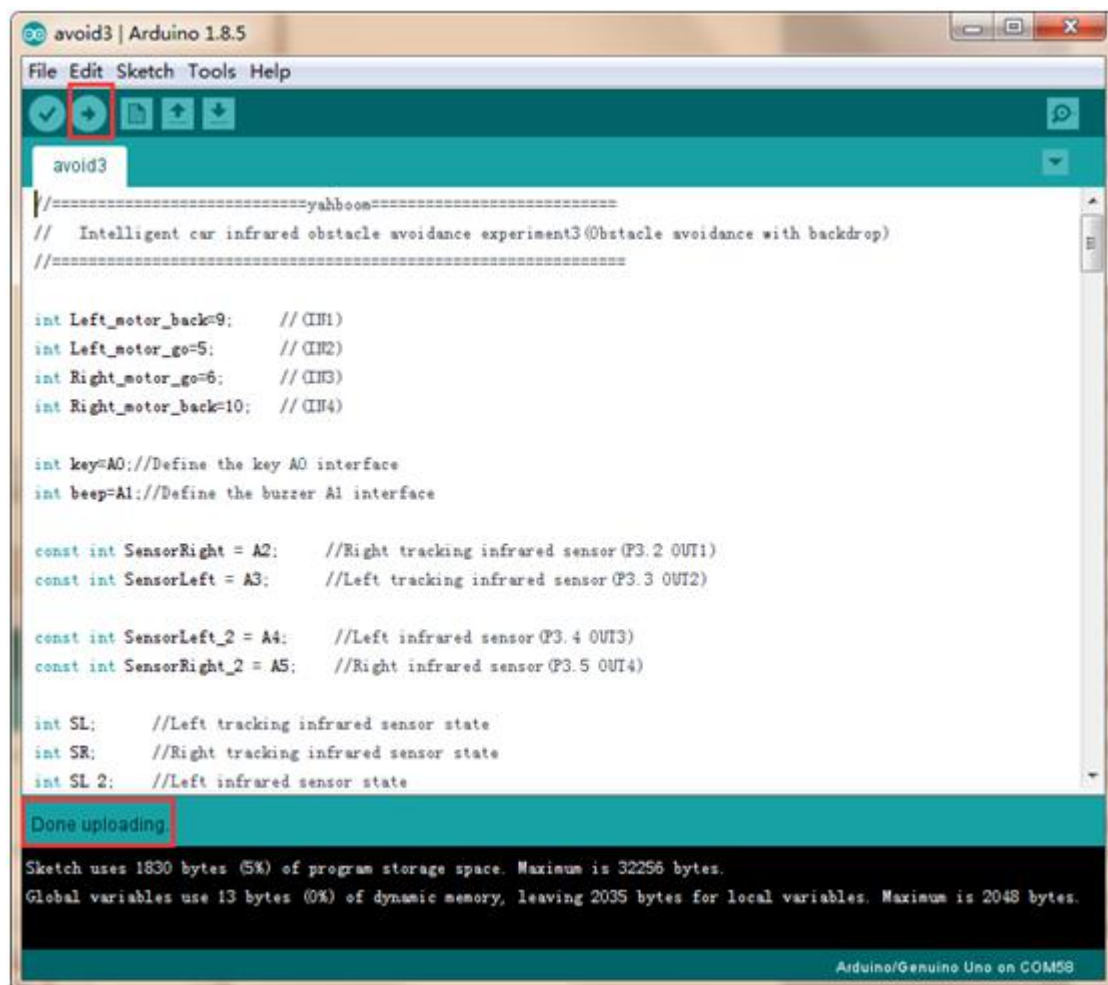 avoid3 | Arduino 1.8.5
File Edit Sketch Tools Help
avoid3
//============================yahboom===========================
// Intelligent car infrared obstacle avoidance experiment3(Obstacle avoidance with backdrop)
//===============================================================
int Left_motor_back=9; //(IN1)
int Left_motor_go=5; //(IN2)
int Right_motor_go=6; //(IN3)
int Right_motor_back=10; //(IN4)
int key=A0;//Define the key A0 interface
int beep=A1;//Define the buzzer A1 interface
const int SensorRight = A2; //Right tracking infrared sensor(P3.2 OUT1)
const int SensorLeft = A3; //Left tracking infrared sensor(P3.3 OUT2)
const int SensorLeft_2 = A4; //Left infrared sensor(P3.4 OUT3)
const int SensorRight_2 = A5; //Right infrared sensor(P3.5 OUT4)
int SL; //Left tracking infrared sensor state
int SR; //Right tracking infrared sensor state
int SL 2; //Left infrared sensor state
Done uploading.
Sketch uses 1830 bytes (5%) of program storage space. Maximum is 32256 bytes.
Global variables use 13 bytes (0%) of dynamic memory, leaving 2035 bytes for local variables. Maximum is 2048 bytes.
Arduino/Genuino Uno on COM58